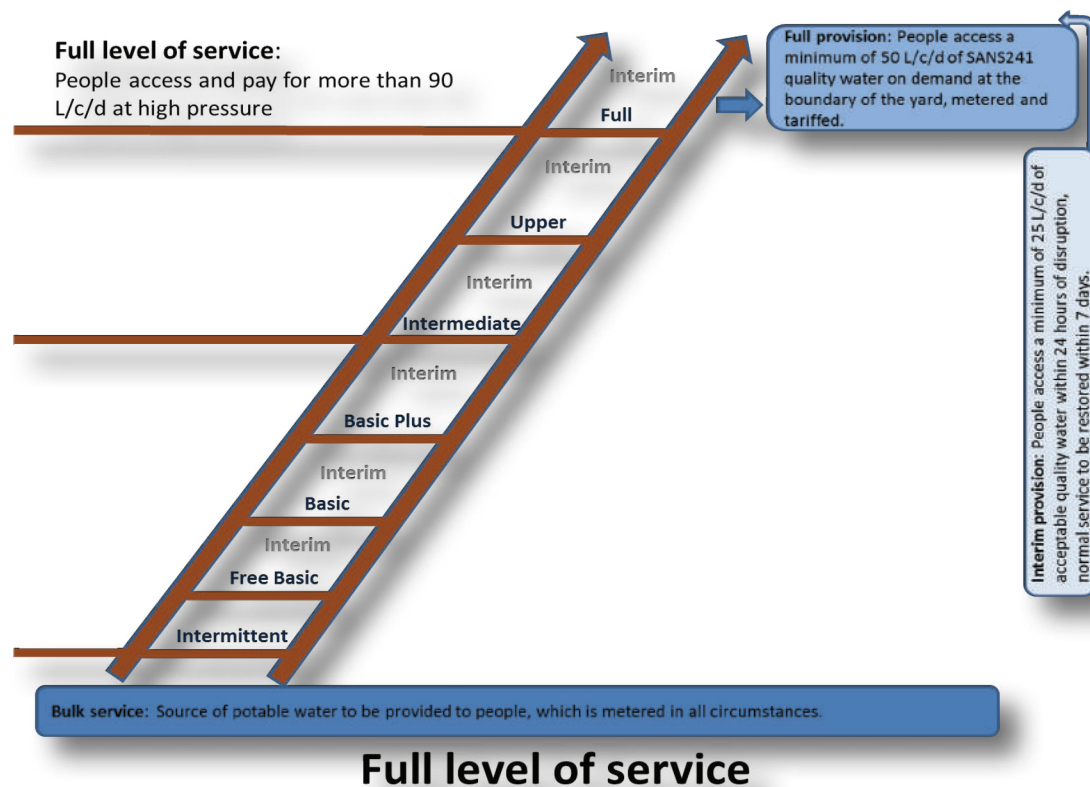 Full level of service:
People access and pay for more than 90
L/c/d at high pressure
Full provision: People access a
minimum of 50 L/c/d of SANS241
quality water on demand at the
boundary of the yard, metered and
tariffed.
Interim
Full
Interim
Upper
Interim
Intermediate
Interim
Basic Plus
Interim
Basic
Interim
Free Basic
Intermittent
Interim provision: People access a minimum of 25 L/c/d of
acceptable quality water within 24 hours of disruption,
normal service to be restored within 7 days.
Bulk service: Source of potable water to be provided to people, which is metered in all circumstances.
Full level of service